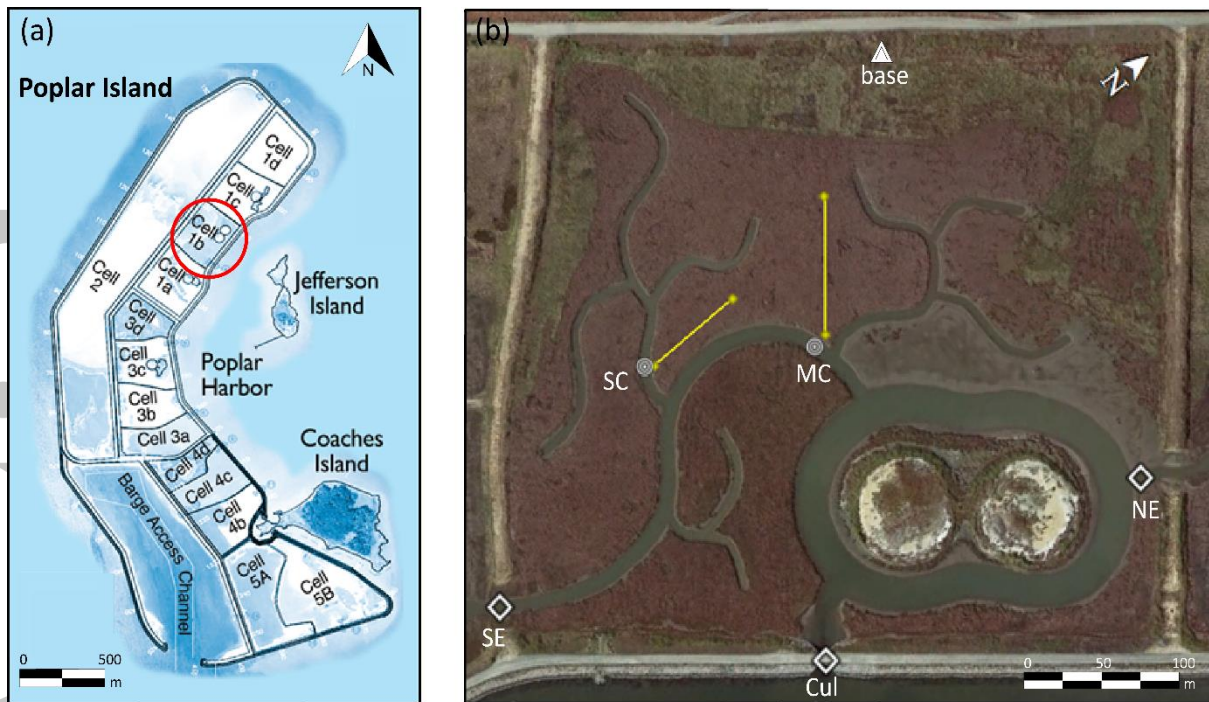 (a)
Poplar Island
N
Cell
1d
Cell
1c
Cell
1b
Cell
1a
Cell 2
Cell
3d
Cell
3c
Cell
3b
Cell 3a
Cell 4d
Cell 4c
Cell
4b
Cell
5A
Cell
5B
Jefferson
Island
Poplar
Harbor
Coaches
Island
Barge Access
Channel
0 500
m
(b)
base
N
SC
MC
NE
SE
Cul
0 50 100
m